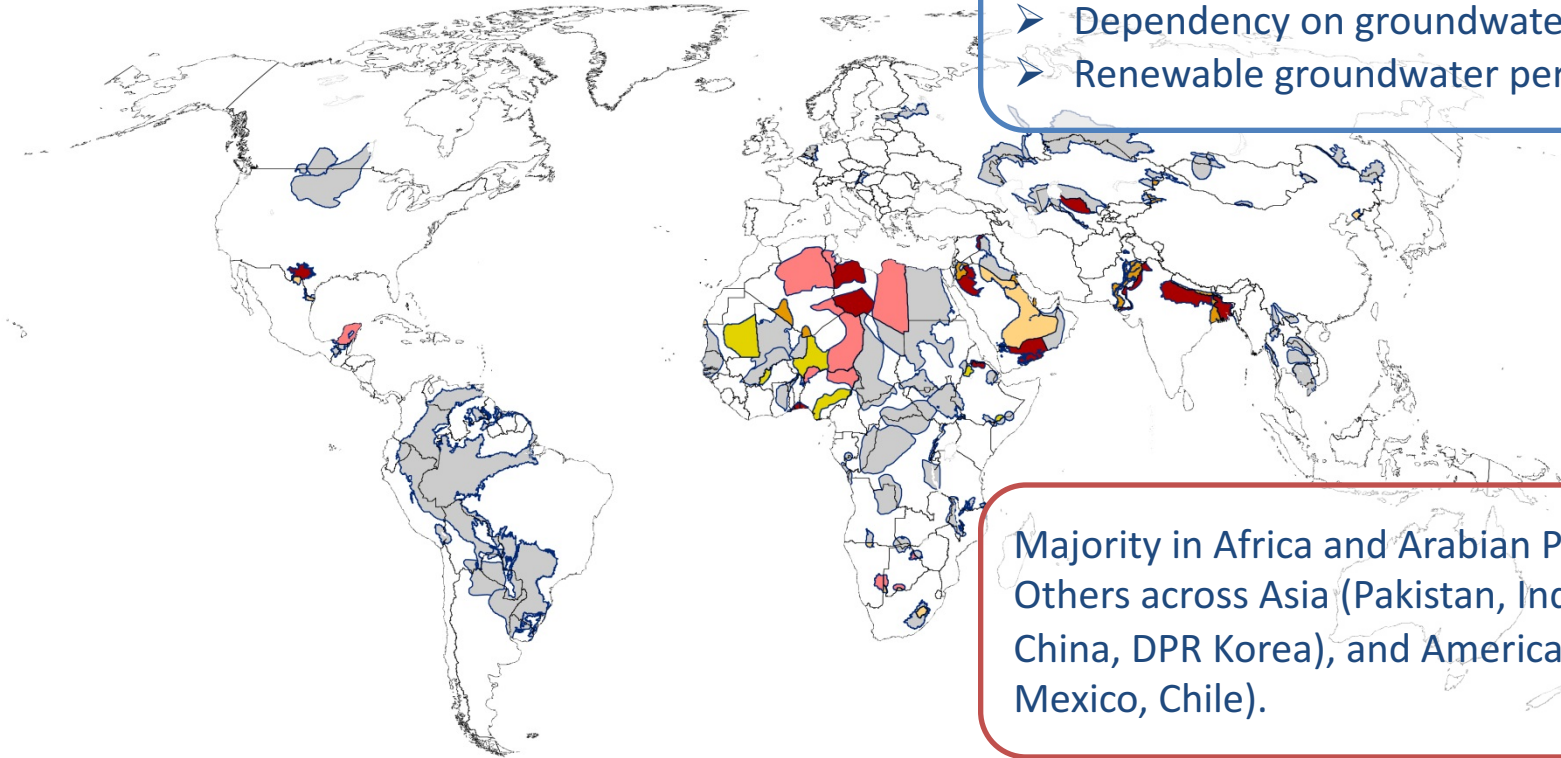 ➢ Dependency on groundwate
➢ Renewable groundwater per
Majority in Africa and Arabian P
Others across Asia (Pakistan, Ind
China, DPR Korea), and America
Mexico, Chile).